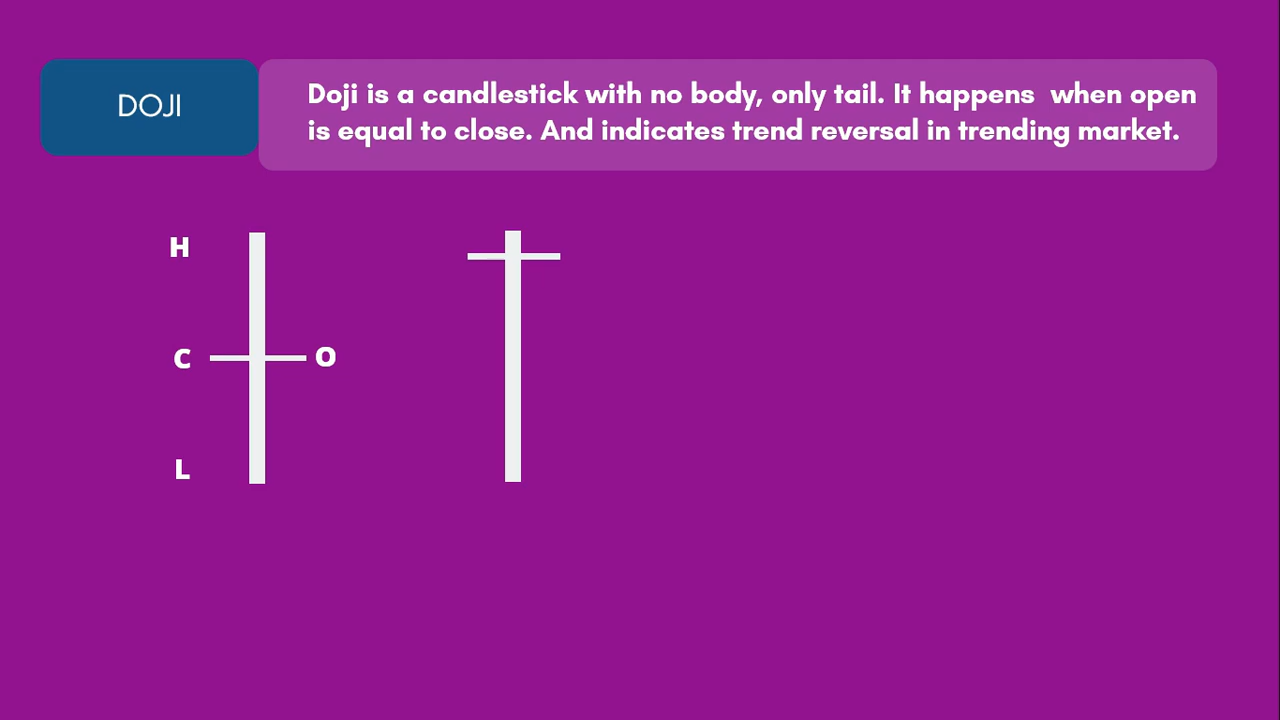 DOJI
Doji is a candlestick with no body, only tail. It happens  when open
is equal to close. And indicates trend reversal in trending market.
H
C O
L